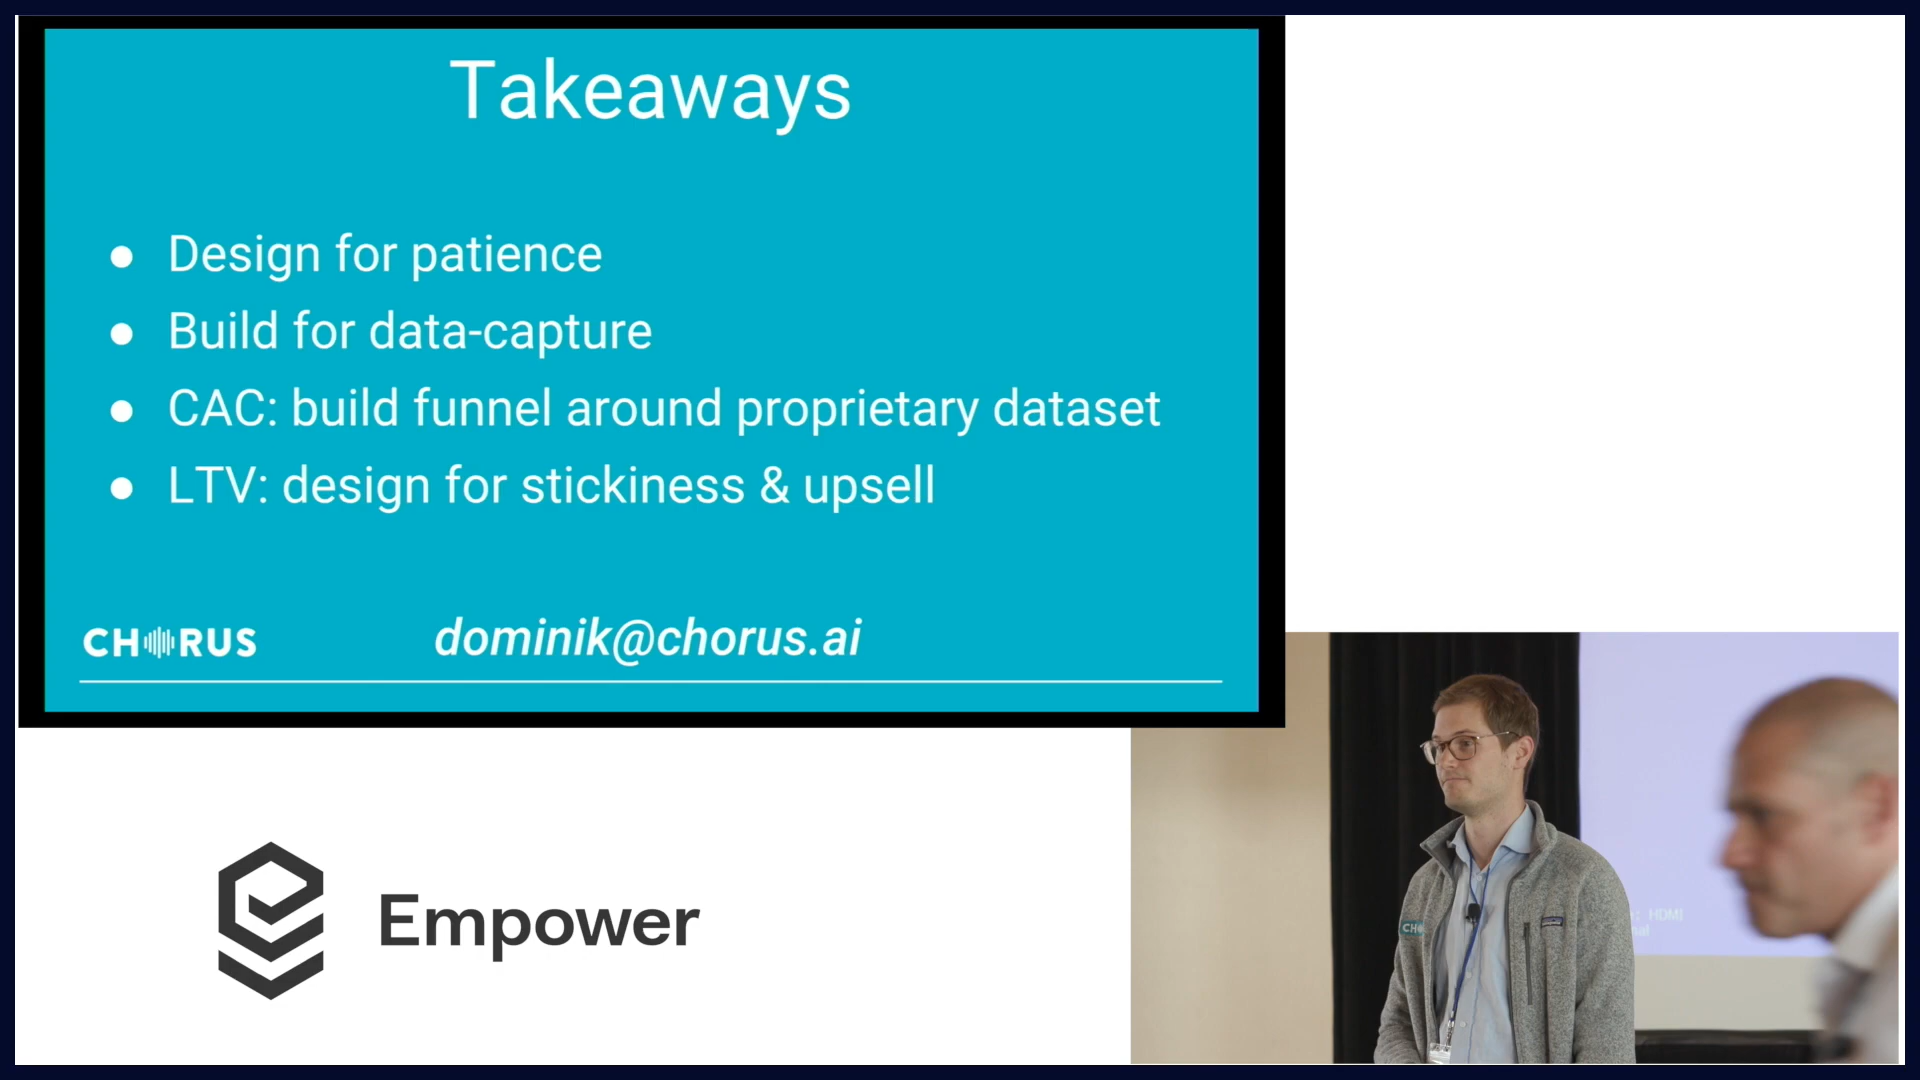 Takeaways
● Design for patience
● Build for data-capture
● CAC: build funnel around proprietary dataset
● LTV: design for stickiness & upsell
CHORUS
dominik@chorus.ai
Empower
HDMI